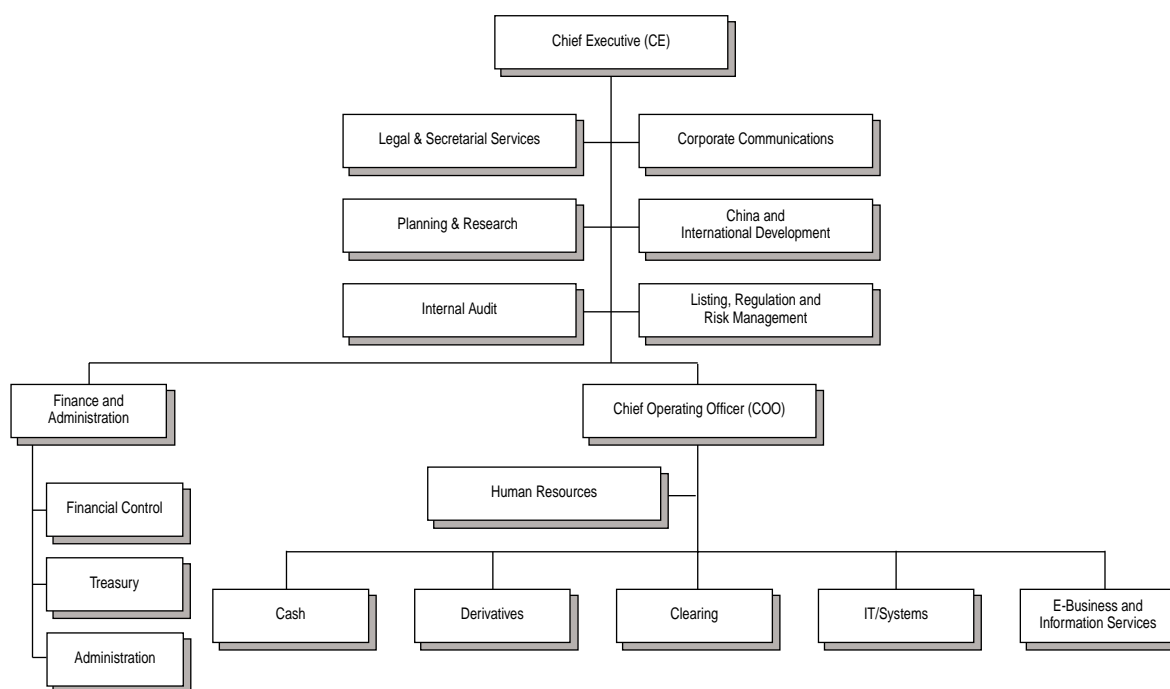 Chief Executive (CE)
Legal & Secretarial Services
Corporate Communications
Planning & Research
China and
International Development
Internal Audit
Listing, Regulation and
Risk Management
Finance and
Administration
Chief Operating Officer (COO)
Human Resources
Financial Control
Treasury
Administration
Cash
Derivatives
Clearing
IT/Systems
E-Business and
Information Services